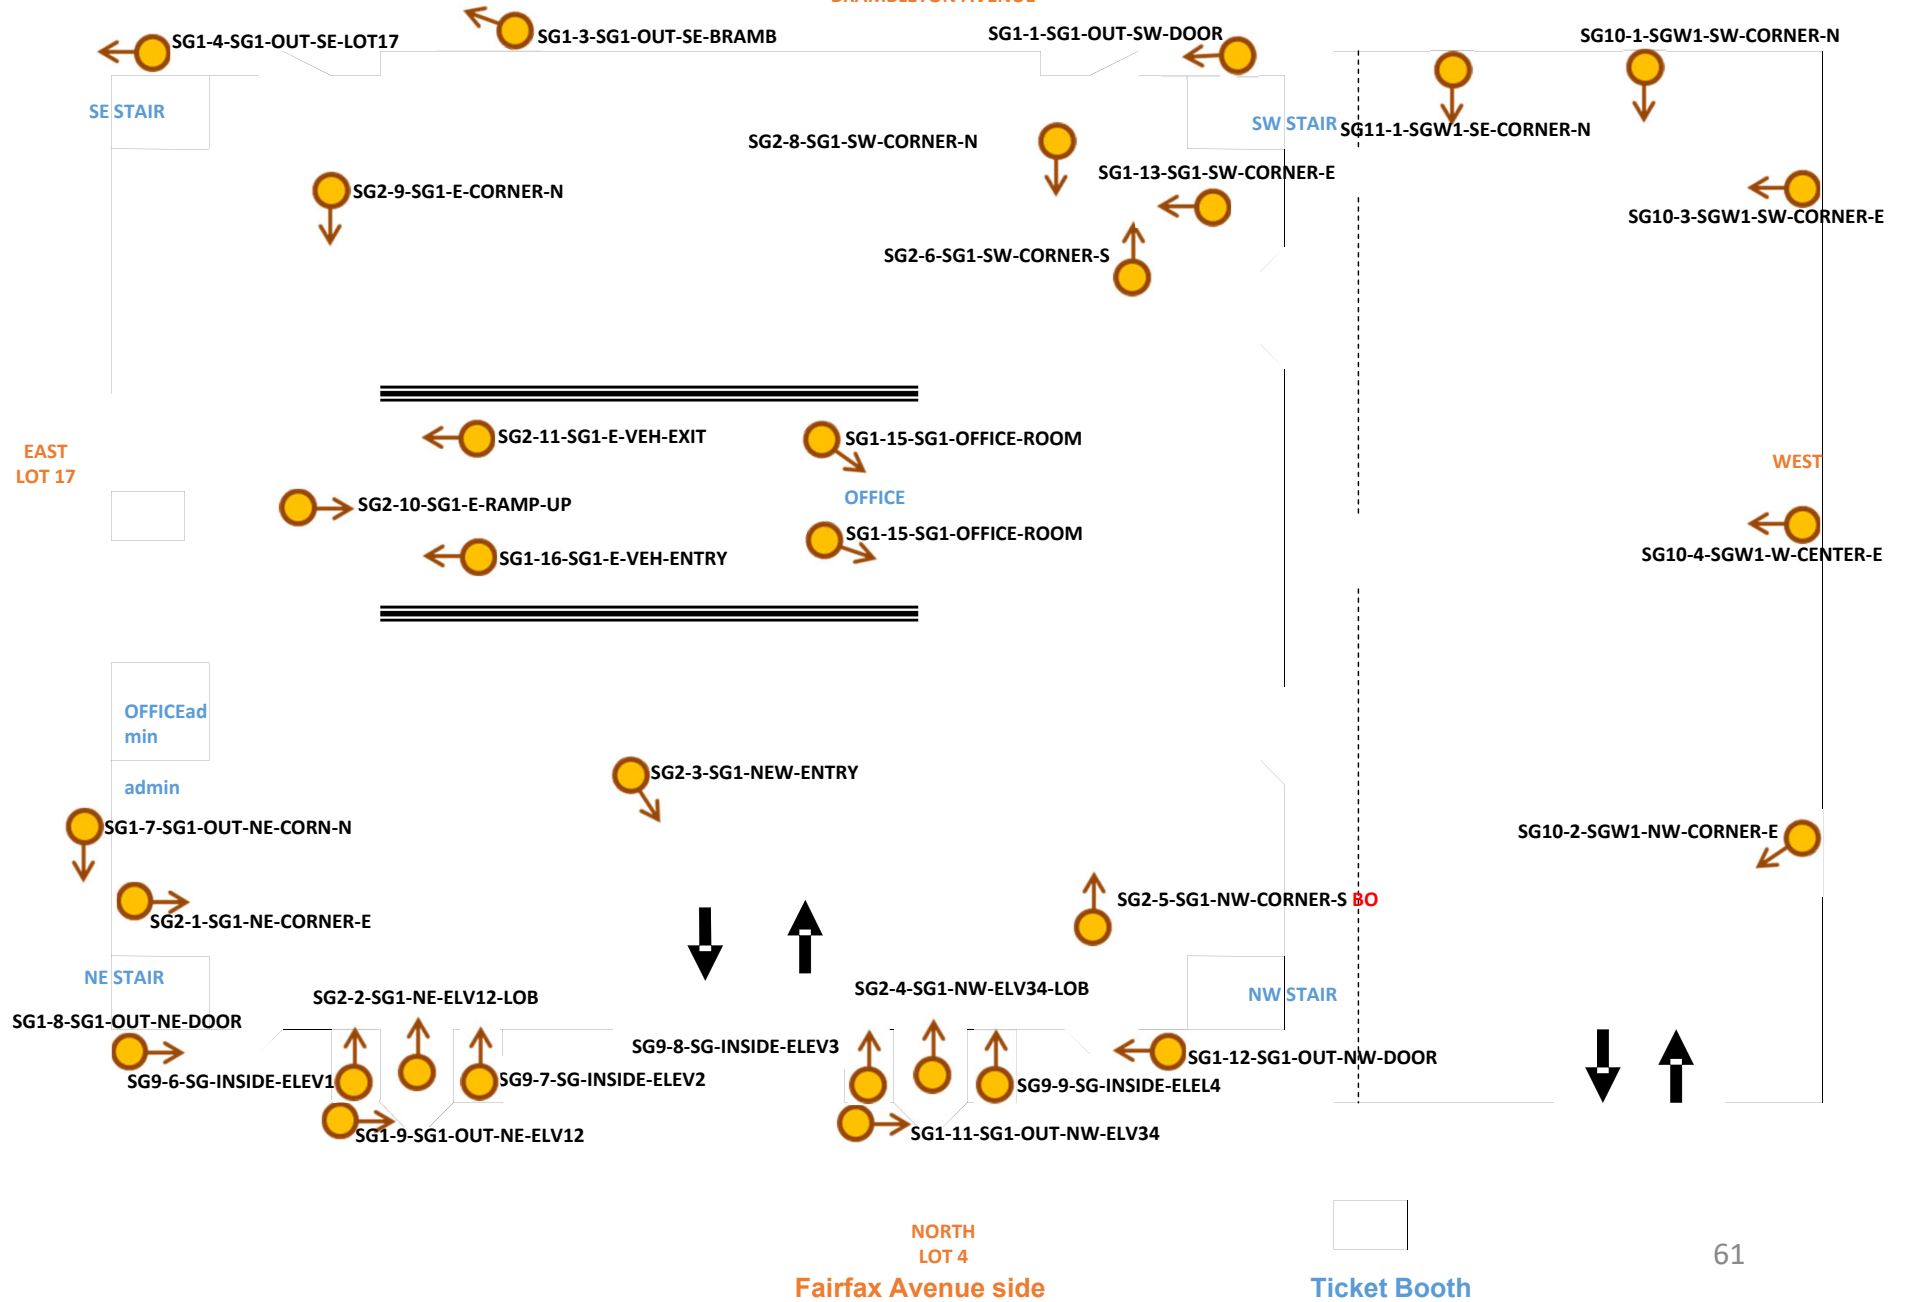 BRAMBLETON AVENUE
SG1-4-SG1-OUT-SE-LOT17
SG1-3-SG1-OUT-SE-BRAMB
SG1-1-SG1-OUT-SW-DOOR
SG10-1-SGW1-SW-CORNER-N
SE STAIR
SW STAIR
SG11-1-SGW1-SE-CORNER-N
SG2-8-SG1-SW-CORNER-N
SG1-13-SG1-SW-CORNER-E
SG2-9-SG1-E-CORNER-N
SG10-3-SGW1-SW-CORNER-E
SG2-6-SG1-SW-CORNER-S
SG2-11-SG1-E-VEH-EXIT
SG1-15-SG1-OFFICE-ROOM
EAST
LOT 17
WEST
SG2-10-SG1-E-RAMP-UP
OFFICE
SG1-15-SG1-OFFICE-ROOM
SG1-16-SG1-E-VEH-ENTRY
SG10-4-SGW1-W-CENTER-E
OFFICEad
min
admin
SG2-3-SG1-NEW-ENTRY
SG1-7-SG1-OUT-NE-CORN-N
SG10-2-SGW1-NW-CORNER-E
SG2-5-SG1-NW-CORNER-S BO
SG2-1-SG1-NE-CORNER-E
NE STAIR
SG2-2-SG1-NE-ELV12-LOB
SG2-4-SG1-NW-ELV34-LOB
NW STAIR
SG1-8-SG1-OUT-NE-DOOR
SG9-8-SG-INSIDE-ELEV3
SG1-12-SG1-OUT-NW-DOOR
SG9-6-SG-INSIDE-ELEV1
SG9-7-SG-INSIDE-ELEV2
SG9-9-SG-INSIDE-ELEL4
SG1-9-SG1-OUT-NE-ELV12
SG1-11-SG1-OUT-NW-ELV34
NORTH
LOT 4
Fairfax Avenue side
Ticket Booth
61